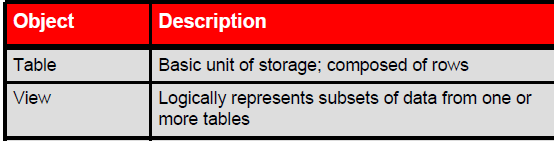 Object Description
Table Basic unit of storage; composed of rows
View Logically represents subsets of data from one or
more tables